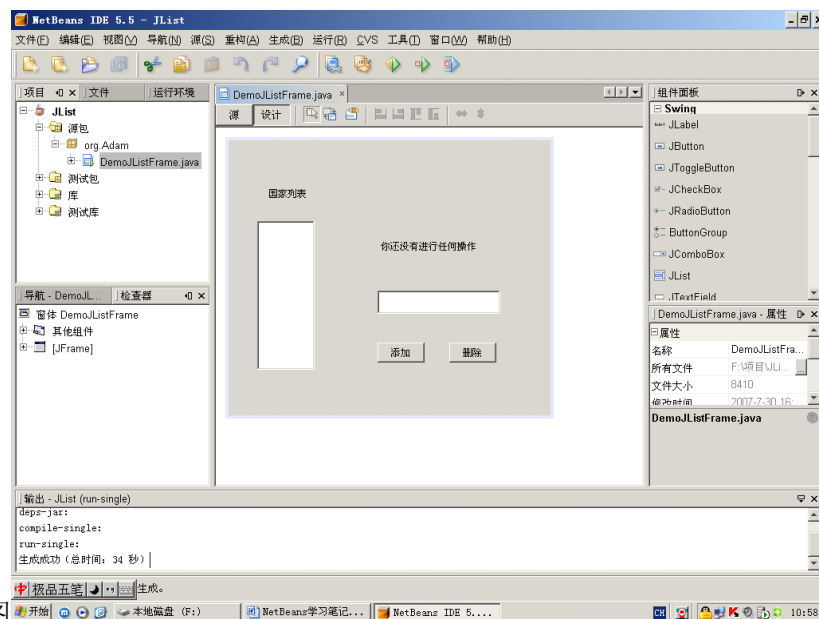 NetBeans IDE 5.5 - JList
文件(F) 编辑(E) 视图(V) 导航(N) 源(S) 重构(A) 生成(B) 运行(R) CVS 工具(T) 窗口(W) 帮助(H)
项目 文件 运行环境
JList
源包
org.Adam
DemoJListFrame.java
测试包
库
测试库
导航 - DemoJL... 检查器
窗体 DemoJListFrame
其他组件
[JFrame]
DemoJListFrame.java
源 设计
国家列表
你还没有进行任何操作
添加 删除
组件面板
Swing
JLabel
JButton
JToggleButton
JCheckBox
JRadioButton
ButtonGroup
JComboBox
JList
JTextField
DemoJListFrame.java - 属性
属性
名称 DemoJListFra...
所有文件 F:\项目\JLi...
文件大小 8410
修改时间 2007-7-30 16:
DemoJListFrame.java
输出 - JList (run-single)
deps-jar:
compile-single:
run-single:
生成成功（总时间：34 秒）
极品五笔 生成。
开始 本地磁盘 (F:) NetBeans学习笔记... NetBeans IDE 5.... CH 10:58